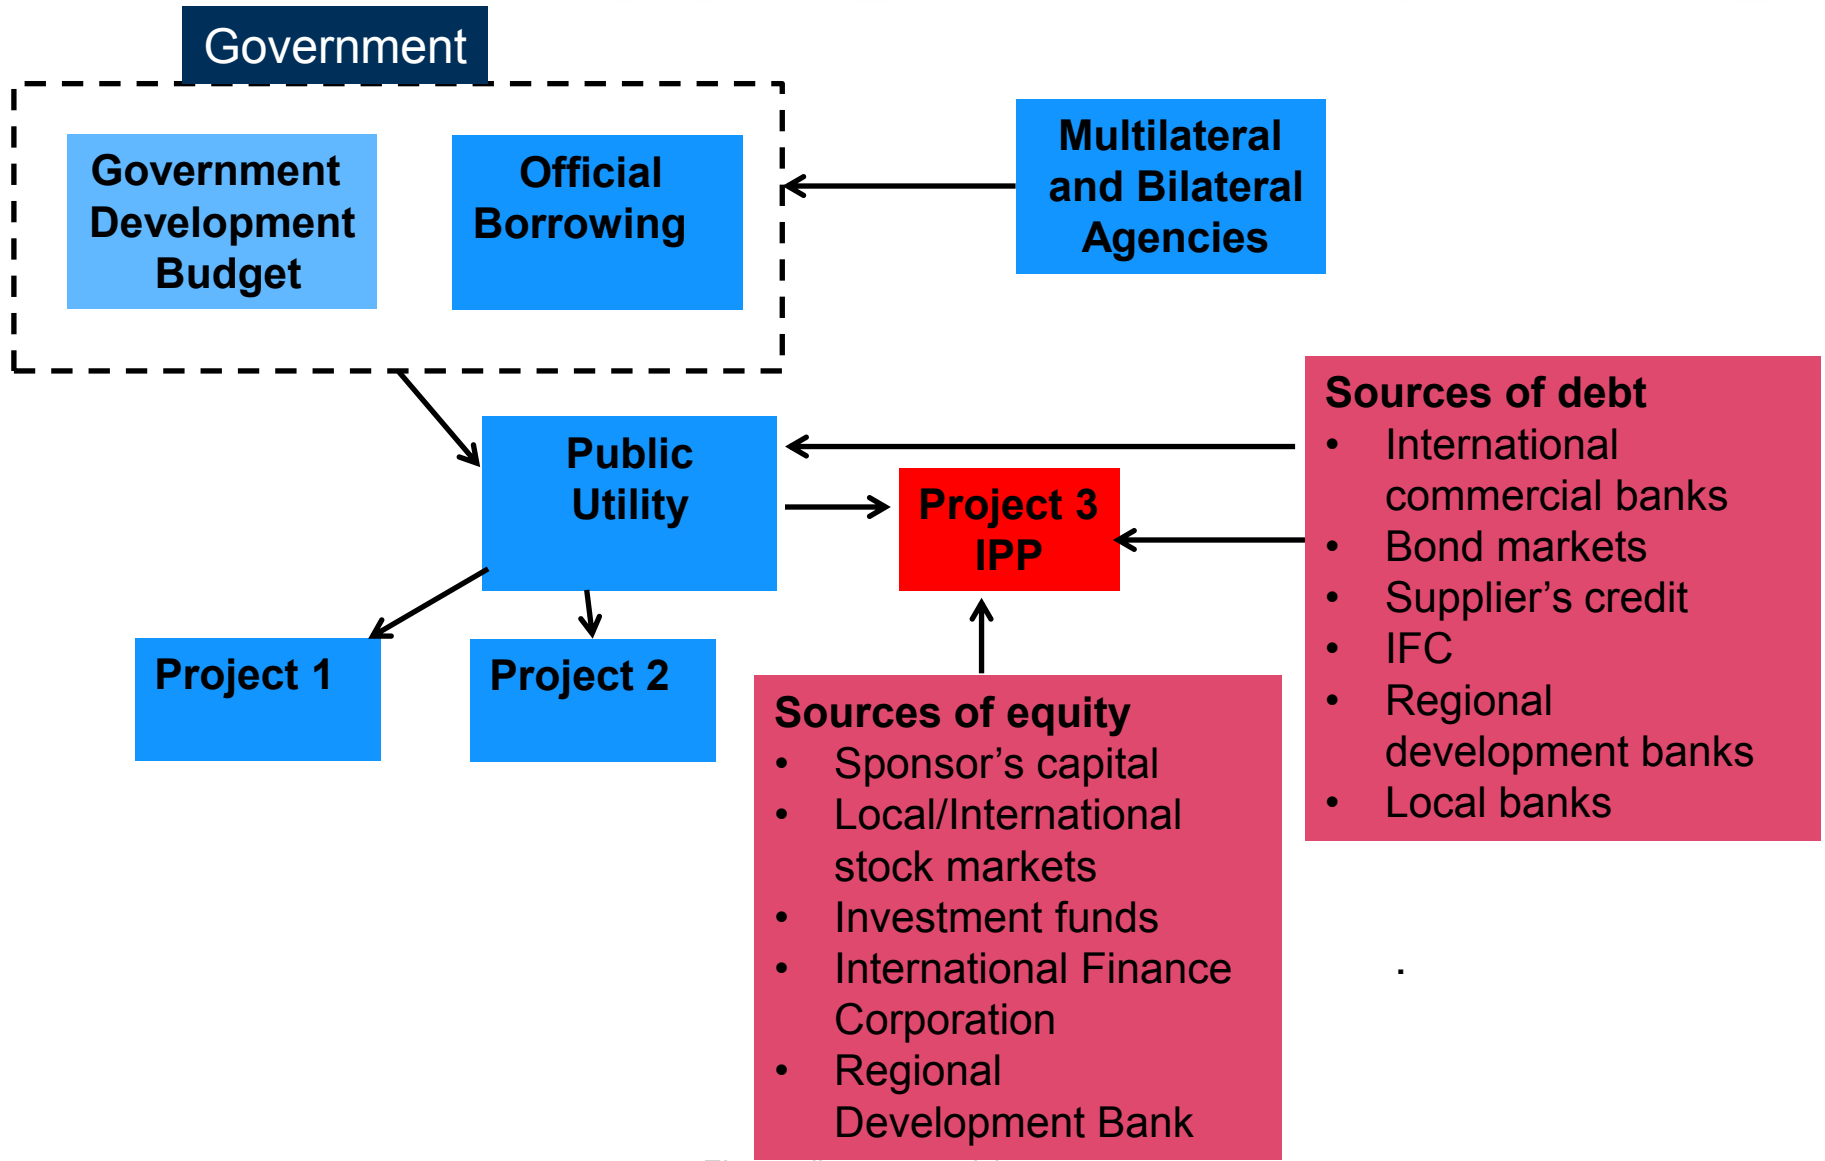 Government
Government
Development
Budget
Official
Borrowing
Multilateral
and Bilateral
Agencies
Public
Utility
Project 3
IPP
Project 1
Project 2
Sources of debt
• International
commercial banks
• Bond markets
• Supplier’s credit
• IFC
• Regional
development banks
• Local banks
Sources of equity
• Sponsor’s capital
• Local/International
stock markets
• Investment funds
• International Finance
Corporation
• Regional
Development Bank
.